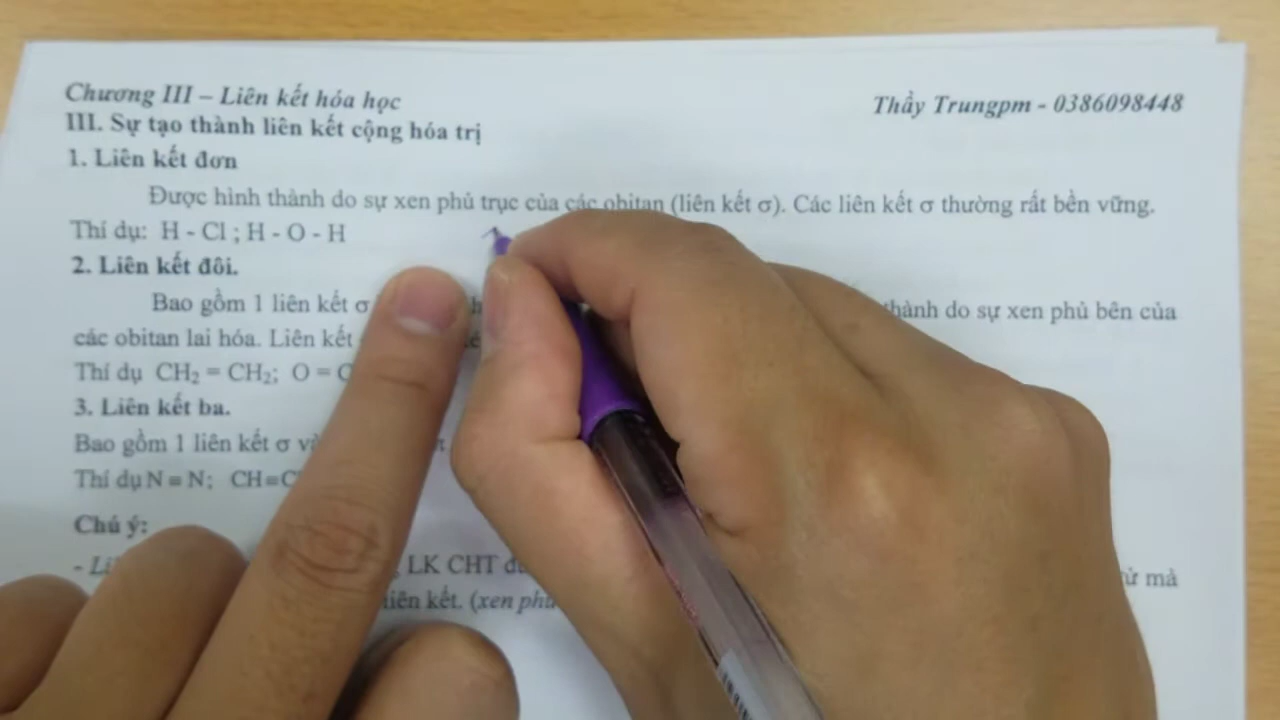 Chương III – Liên kết hóa học
Thầy Trungpm - 0386098448
III. Sự tạo thành liên kết cộng hóa trị
1. Liên kết đơn
Được hình thành do sự xen phủ trục của các obitan (liên kết σ). Các liên kết σ thường rất bền vững.
Thí dụ: H - Cl ; H - O - H
2. Liên kết đôi.
Bao gồm 1 liên kết σ thành do sự xen phủ bên của
các obitan lai hóa. Liên kết
Thí dụ CH₂ = CH₂; O = C
3. Liên kết ba.
Bao gồm 1 liên kết σ và
Thí dụ N ≡ N; CH≡C
Chú ý:
- LK CHT mà
liên kết. (xen phủ